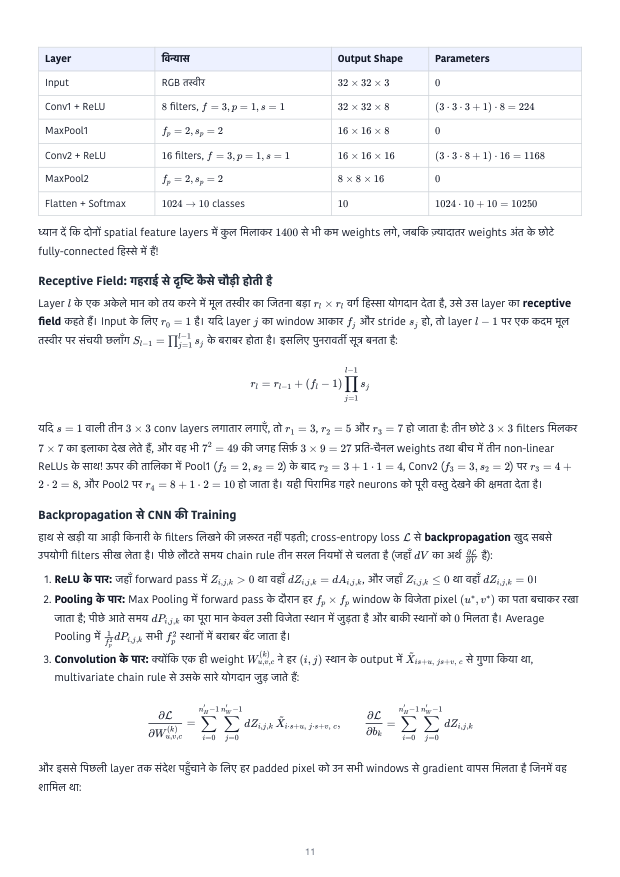 Layer विन्यास Output Shape Parameters
Input RGB तस्वीर 32 × 32 × 3 0
Conv1 + ReLU 8 filters, f = 3, p = 1, s = 1 32 × 32 × 8 (3 · 3 · 3 + 1) · 8 = 224
MaxPool1 f_p = 2, s_p = 2 16 × 16 × 8 0
Conv2 + ReLU 16 filters, f = 3, p = 1, s = 1 16 × 16 × 16 (3 · 3 · 8 + 1) · 16 = 1168
MaxPool2 f_p = 2, s_p = 2 8 × 8 × 16 0
Flatten + Softmax 1024 → 10 classes 10 1024 · 10 + 10 = 10250
ध्यान दें कि दोनों spatial feature layers में कुल मिलाकर 1400 से भी कम weights लगे, जबकि ज़्यादातर weights अंत के छोटे
fully-connected हिस्से में हैं!
Receptive Field: गहराई से दृष्टि कैसे चौड़ी होती है
Layer l के एक अकेले मान को तय करने में मूल तस्वीर का जितना बड़ा r_l × r_l वर्ग हिस्सा योगदान देता है, उसे उस layer का receptive
field कहते हैं। Input के लिए r_0 = 1 है। यदि layer j का window आकार f_j और stride s_j हो, तो layer l − 1 पर एक कदम मूल
तस्वीर पर संचयी छलाँग S_{l−1} = ∏_{j=1}^{l−1} s_j के बराबर होता है। इसलिए पुनरावर्ती सूत्र बनता है:
r_l = r_{l−1} + (f_l − 1) ∏_{j=1}^{l−1} s_j
यदि s = 1 वाली तीन 3 × 3 conv layers लगातार लगाएँ, तो r_1 = 3, r_2 = 5 और r_3 = 7 हो जाता है: तीन छोटे 3 × 3 filters मिलकर
7 × 7 का इलाका देख लेते हैं, और वह भी 7^2 = 49 की जगह सिर्फ़ 3 × 9 = 27 प्रति-चैनल weights तथा बीच में तीन non-linear
ReLUs के साथ! ऊपर की तालिका में Pool1 (f_2 = 2, s_2 = 2) के बाद r_2 = 3 + 1 · 1 = 4, Conv2 (f_3 = 3, s_2 = 2) पर r_3 = 4 +
2 · 2 = 8, और Pool2 पर r_4 = 8 + 1 · 2 = 10 हो जाता है। यही पिरामिड गहरे neurons को पूरी वस्तु देखने की क्षमता देता है।
Backpropagation से CNN की Training
हाथ से खड़ी या आड़ी किनारी के filters लिखने की ज़रूरत नहीं पड़ती; cross-entropy loss ℒ से backpropagation खुद सबसे
उपयोगी filters सीख लेता है। पीछे लौटते समय chain rule तीन सरल नियमों से चलता है (जहाँ dV का अर्थ ∂ℒ/∂V है):
1. ReLU के पार: जहाँ forward pass में Z_{i,j,k} > 0 था वहाँ dZ_{i,j,k} = dA_{i,j,k}, और जहाँ Z_{i,j,k} ≤ 0 था वहाँ dZ_{i,j,k} = 0।
2. Pooling के पार: Max Pooling में forward pass के दौरान हर f_p × f_p window के विजेता pixel (u*, v*) का पता बचाकर रखा
जाता है; पीछे आते समय dP_{i,j,k} का पूरा मान केवल उसी विजेता स्थान में जुड़ता है और बाकी स्थानों को 0 मिलता है। Average
Pooling में 1/f_p^2 dP_{i,j,k} सभी f_p^2 स्थानों में बराबर बँट जाता है।
3. Convolution के पार: क्योंकि एक ही weight W_{u,v,c}^{(k)} ने हर (i, j) स्थान के output में X̃_{is+u, js+v, c} से गुणा किया था,
multivariate chain rule से उसके सारे योगदान जुड़ जाते हैं:
∂ℒ/∂W_{u,v,c}^{(k)} = ∑_{i=0}^{n'_H−1} ∑_{j=0}^{n'_W−1} dZ_{i,j,k} X̃_{i·s+u, j·s+v, c}, ∂ℒ/∂b_k = ∑_{i=0}^{n'_H−1} ∑_{j=0}^{n'_W−1} dZ_{i,j,k}
और इससे पिछली layer तक संदेश पहुँचाने के लिए हर padded pixel को उन सभी windows से gradient वापस मिलता है जिनमें वह
शामिल था:
11